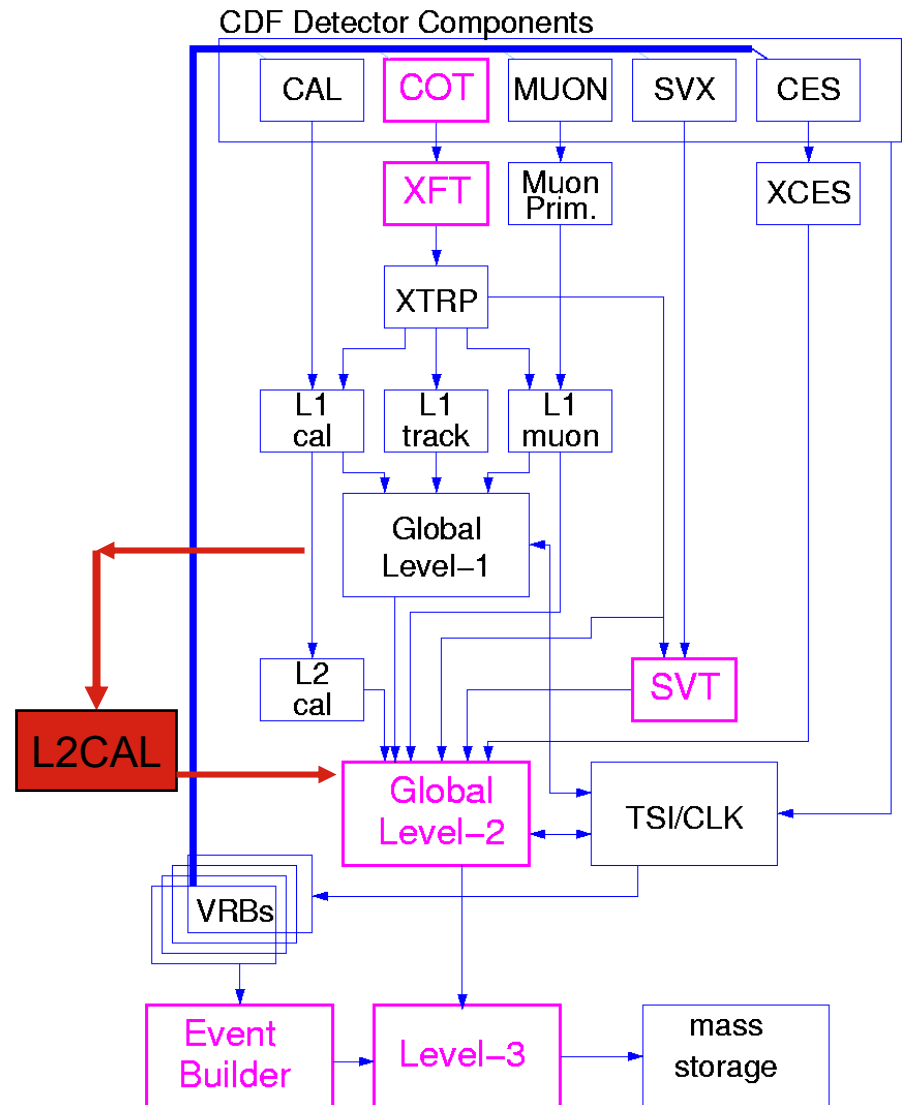 CDF Detector Components
CAL
COT
MUON
SVX
CES
XFT
Muon
Prim.
XCES
XTRP
L1
cal
L1
track
L1
muon
Global
Level−1
L2
cal
SVT
L2CAL
Global
Level−2
TSI/CLK
VRBs
Event
Builder
Level−3
mass
storage